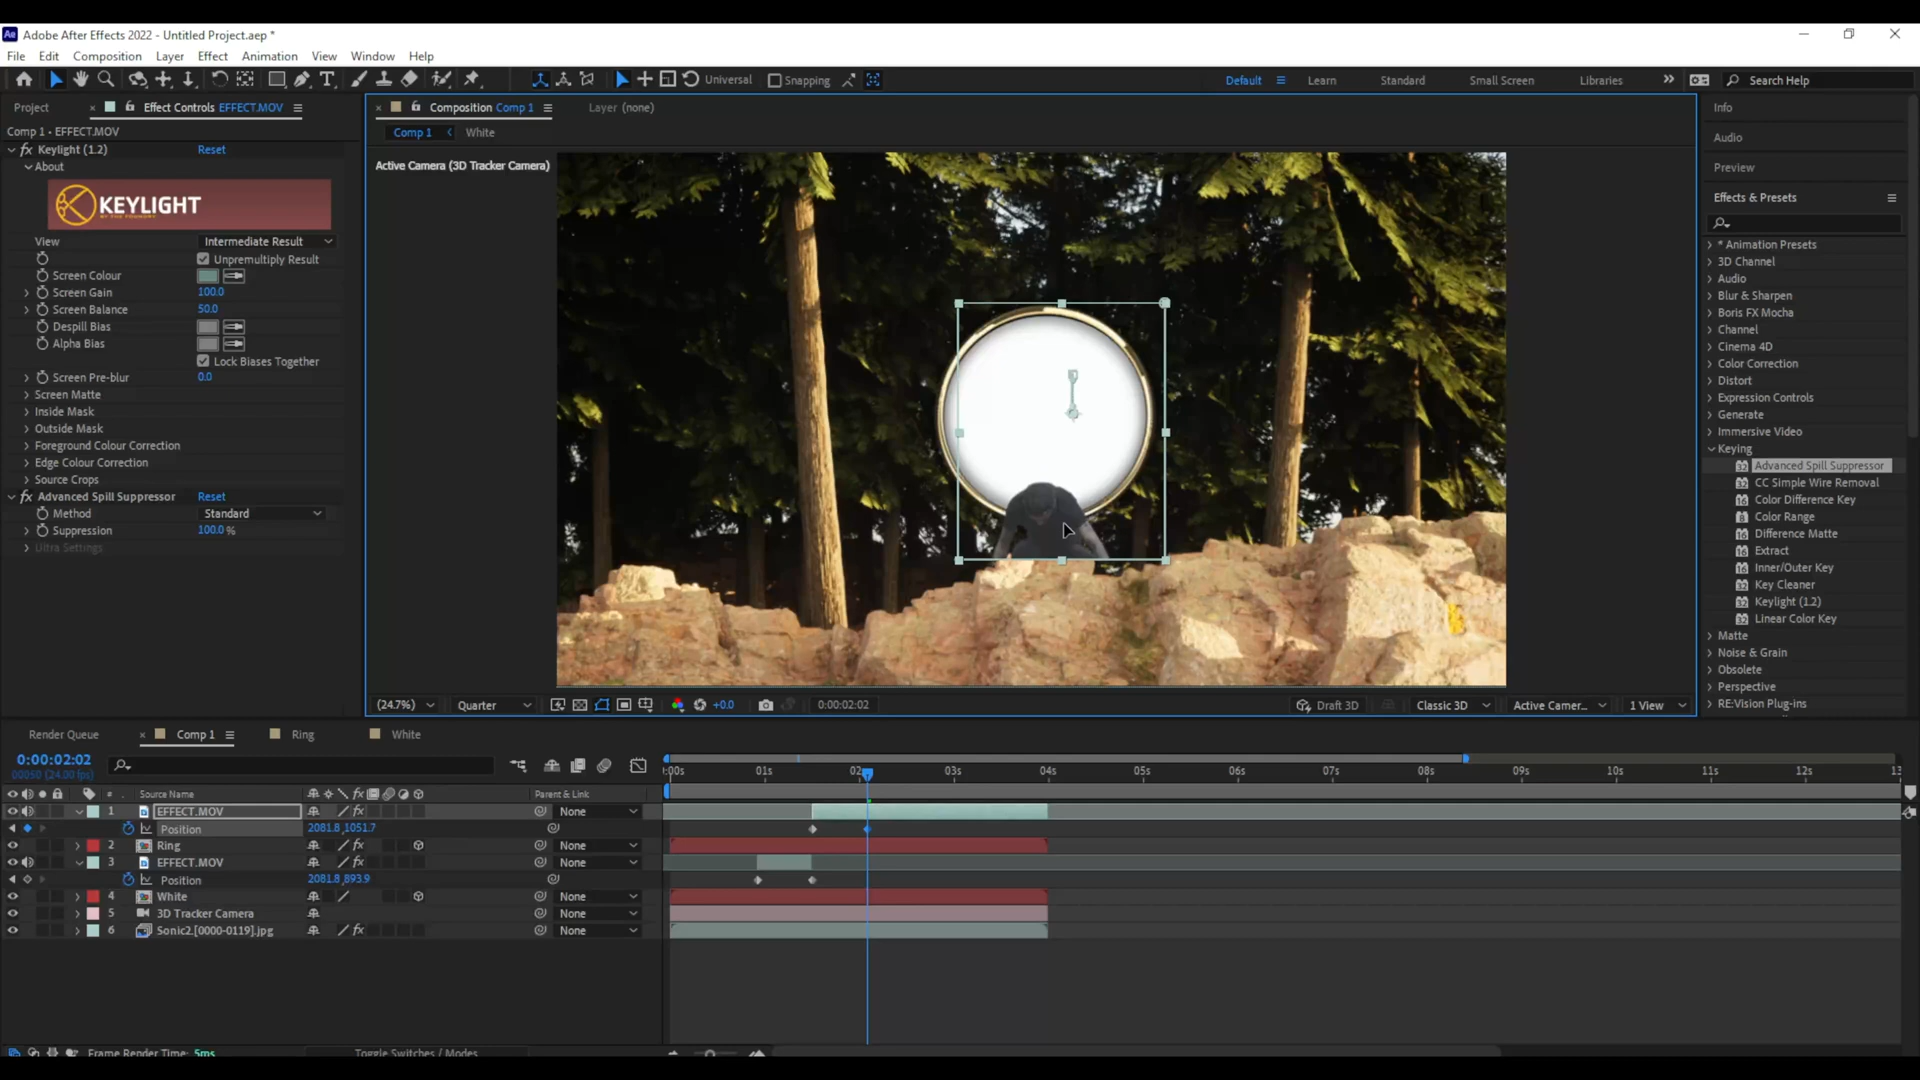 Adobe After Effects 2022 - Untitled Project.aep *
File Edit Composition Layer Effect Animation View Window Help
Universal Snapping Default Learn Standard Small Screen Libraries Search Help
Project Effect Controls EFFECT.MOV
Comp 1 • EFFECT.MOV
fx Keylight (1.2) Reset
About
KEYLIGHT
BY THE FOUNDRY
View Intermediate Result
Unpremultiply Result
Screen Colour
Screen Gain 100.0
Screen Balance 50.0
Despill Bias
Alpha Bias
Lock Biases Together
Screen Pre-blur 0.0
Screen Matte
Inside Mask
Outside Mask
Foreground Colour Correction
Edge Colour Correction
Source Crops
fx Advanced Spill Suppressor Reset
Method Standard
Suppression 100.0 %
Ultra Settings
Composition Comp 1 Layer (none)
Comp 1 White
Active Camera (3D Tracker Camera)
(24.7%) Quarter +0.0 0:00:02:02 Draft 3D Classic 3D Active Camer... 1 View
Info
Audio
Preview
Effects & Presets
* Animation Presets
3D Channel
Audio
Blur & Sharpen
Boris FX Mocha
Channel
Cinema 4D
Color Correction
Distort
Expression Controls
Generate
Immersive Video
Keying
Advanced Spill Suppressor
CC Simple Wire Removal
Color Difference Key
Color Range
Difference Matte
Extract
Inner/Outer Key
Key Cleaner
Keylight (1.2)
Linear Color Key
Matte
Noise & Grain
Obsolete
Perspective
RE:Vision Plug-ins
Render Queue Comp 1 Ring White
0:00:02:02
00050 (24.00 fps)
:00s 01s 02 03s 04s 05s 06s 07s 08s 09s 10s 11s 12s 13
# Source Name Parent & Link
1 EFFECT.MOV fx None
Position 2081.8,1051.7
2 Ring fx None
3 EFFECT.MOV fx None
Position 2081.8,893.9
4 White None
5 3D Tracker Camera None
6 Sonic2.[0000-0119].jpg fx None
Frame Render Time: 5ms Toggle Switches / Modes